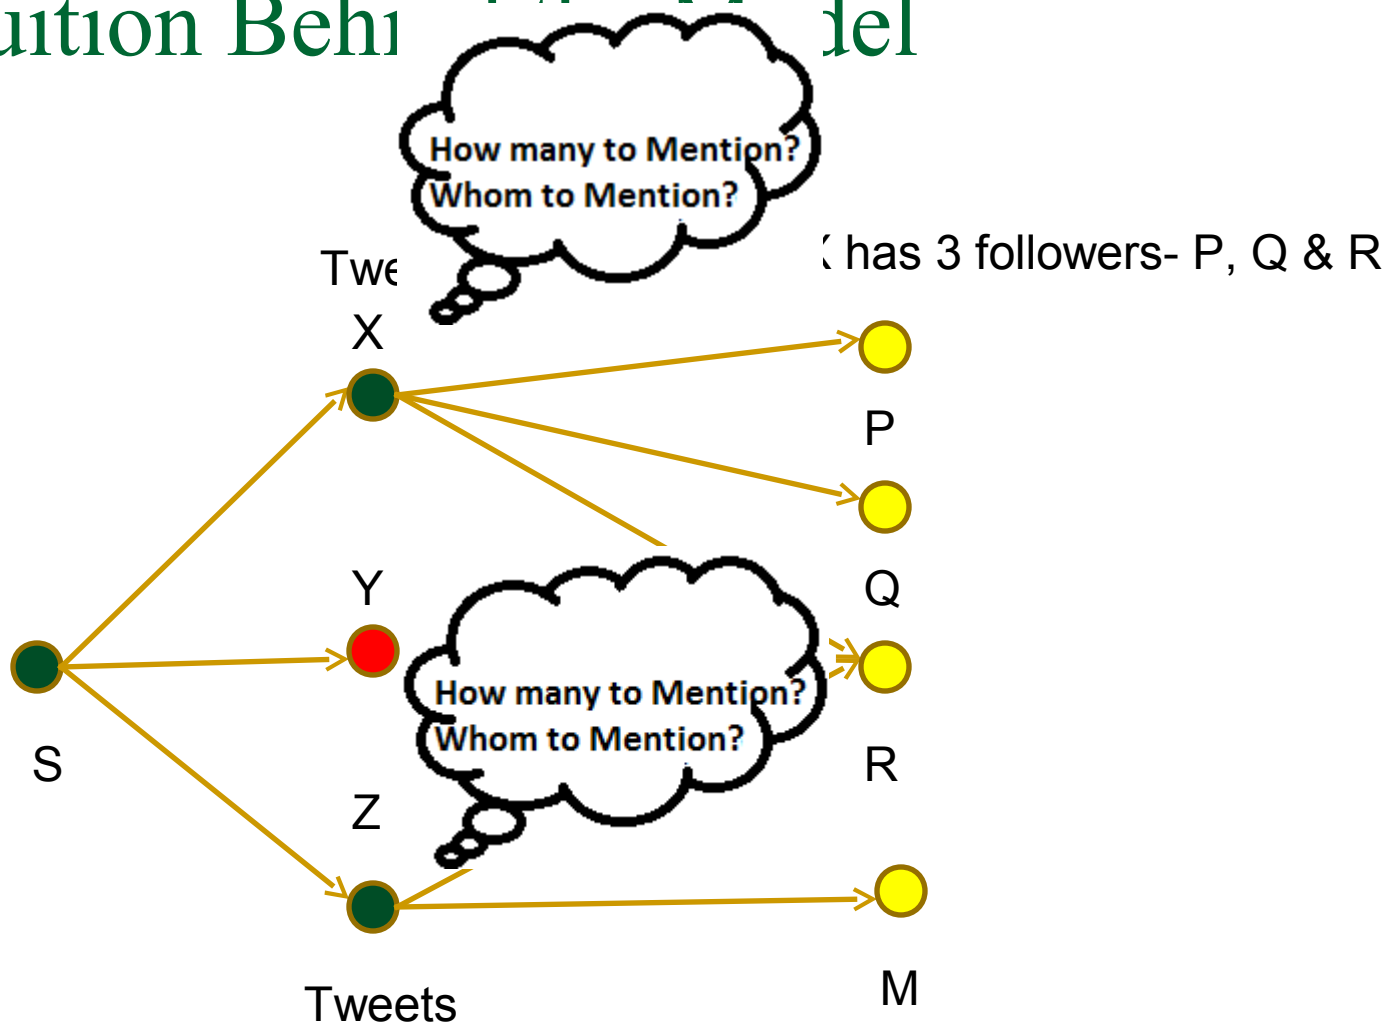 uition Behi del
How many to Mention?
Whom to Mention?
Twe
has 3 followers- P, Q & R
X
P
Y
Q
How many to Mention?
Whom to Mention?
S
R
Z
M
Tweets